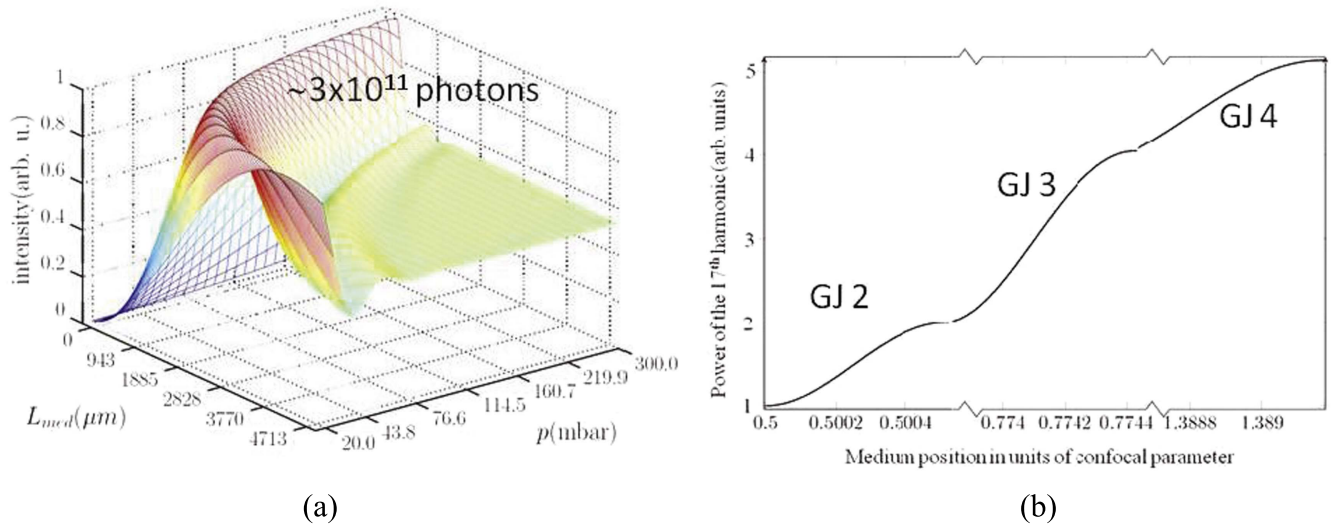 ~3x10¹¹ photons
intensity(arb. u.)
1
0.8
0.6
0.4
0.2
0
0
943
1885
2828
3770
4713
L_med(μm)
20.0
43.8
76.6
114.5
160.7
219.9
300.0
p(mbar)
(a)
Power of the 17th harmonic (arb. units)
5
4
3
2
1
GJ 2
GJ 3
GJ 4
0.5 0.5002 0.5004 0.774 0.7742 0.7744 1.3888 1.389
Medium position in units of confocal parameter
(b)